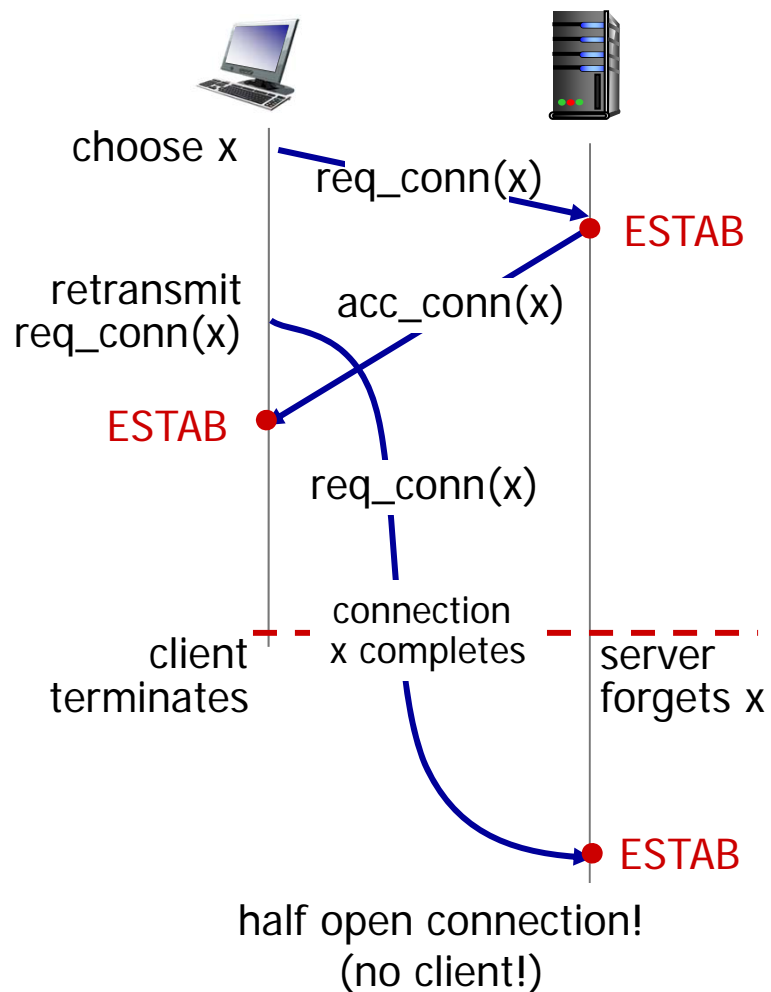 choose x
req_conn(x)
ESTAB
retransmit
req_conn(x)
acc_conn(x)
ESTAB
req_conn(x)
connection
x completes
client
terminates
server
forgets x
ESTAB
half open connection!
(no client!)